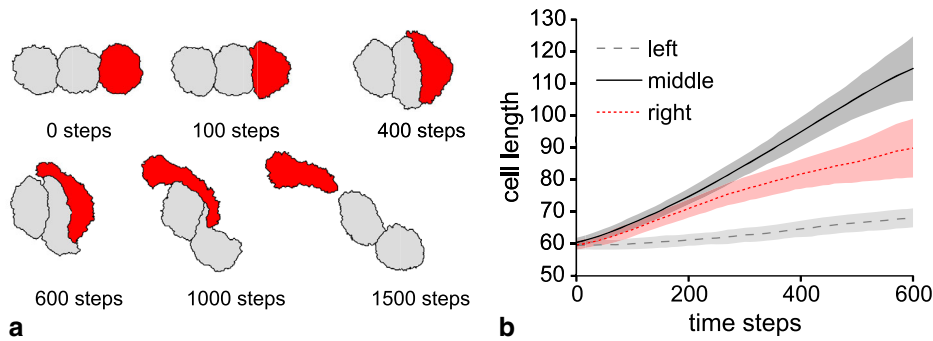 0 steps
100 steps
400 steps
600 steps
1000 steps
1500 steps
a
130
120
110
100
90
80
70
60
50
cell length
left
middle
right
0
200
400
600
time steps
b